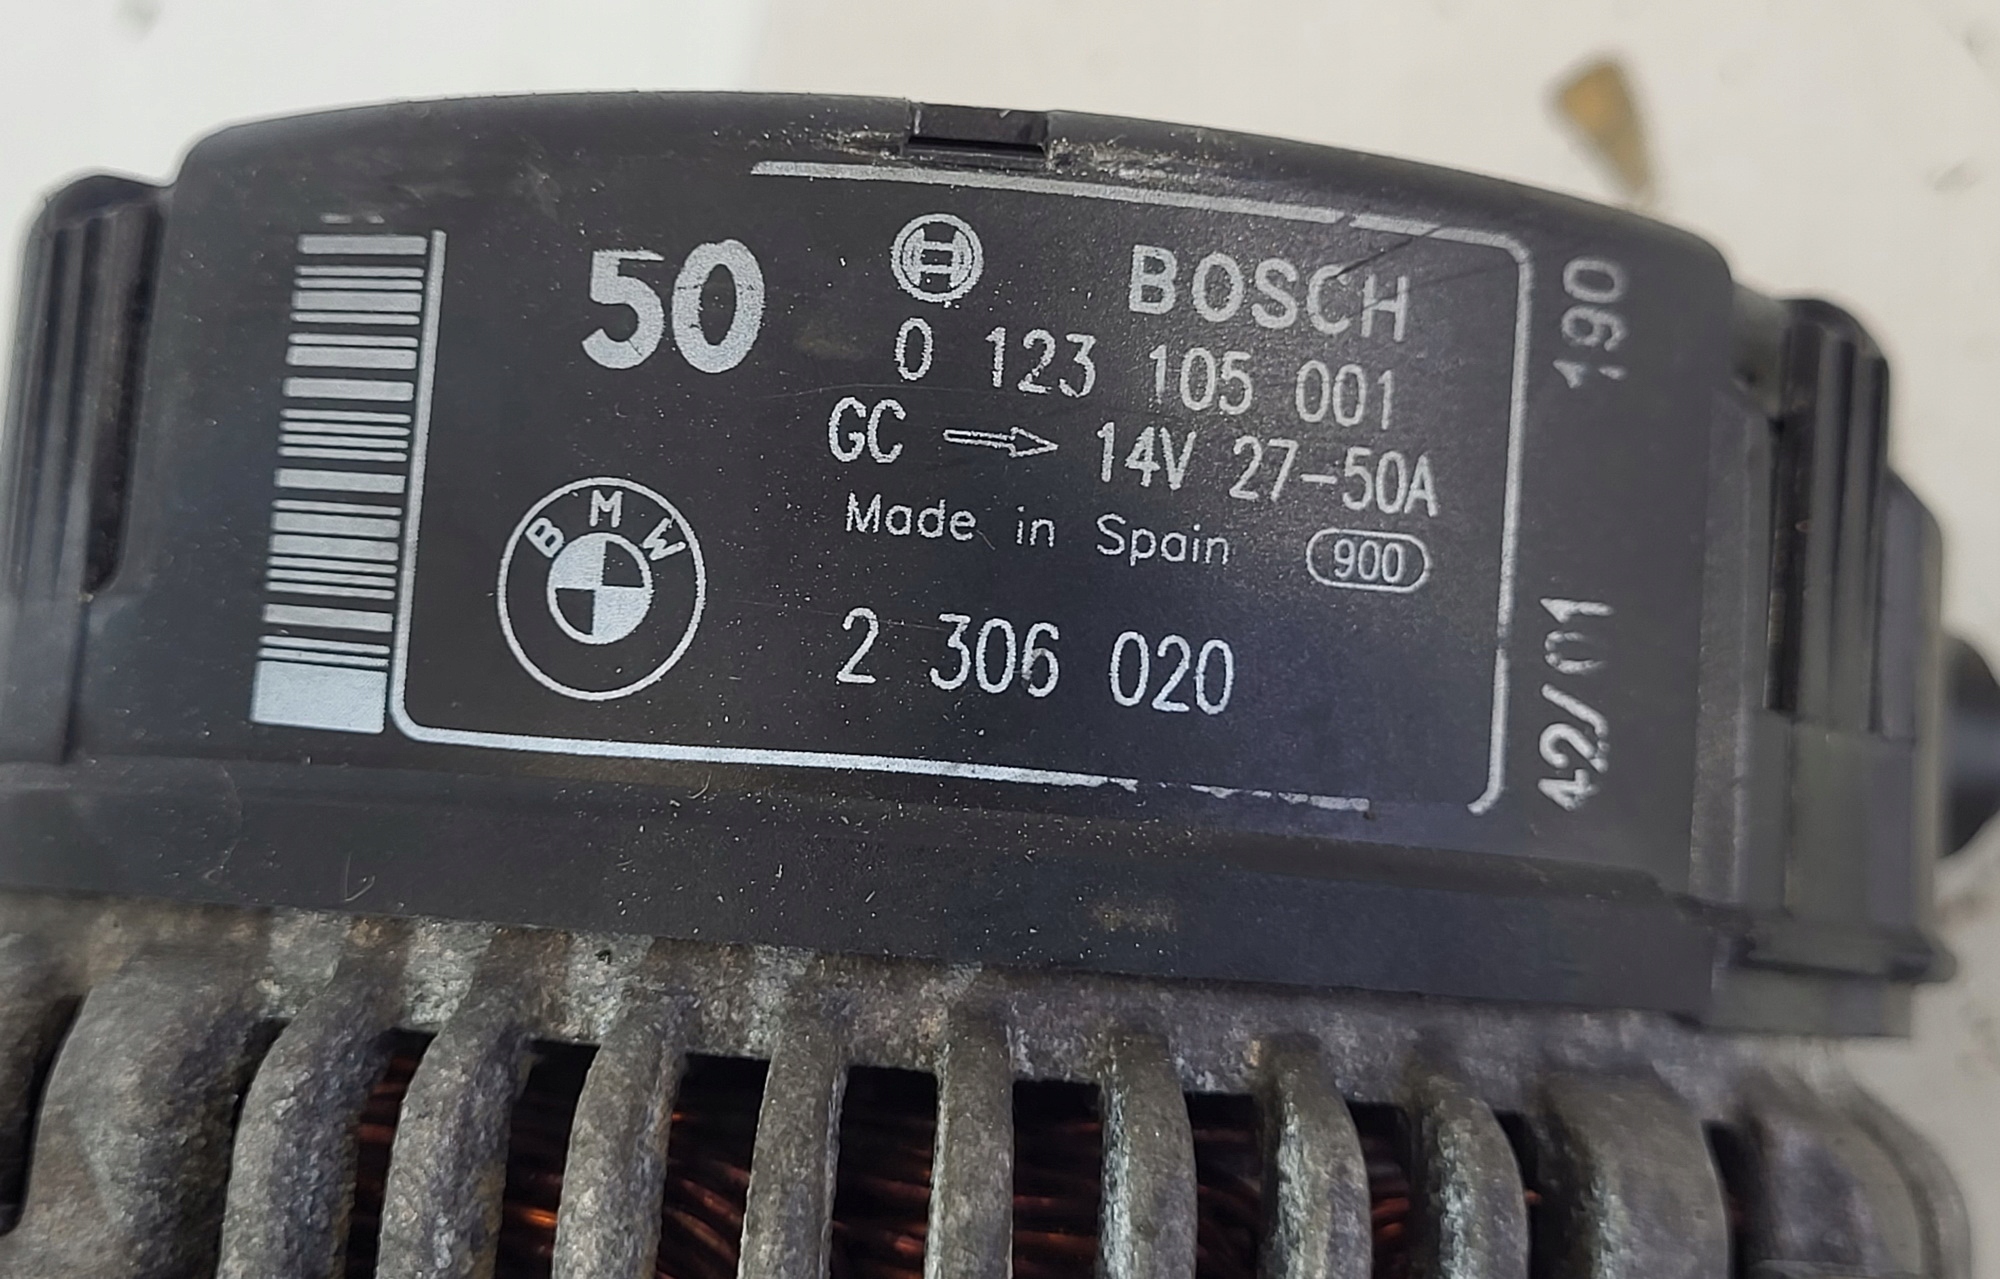 50
BOSCH
0 123 105 001
GC → 14V 27-50A
Made in Spain 900
BMW
2 306 020
190
42/01